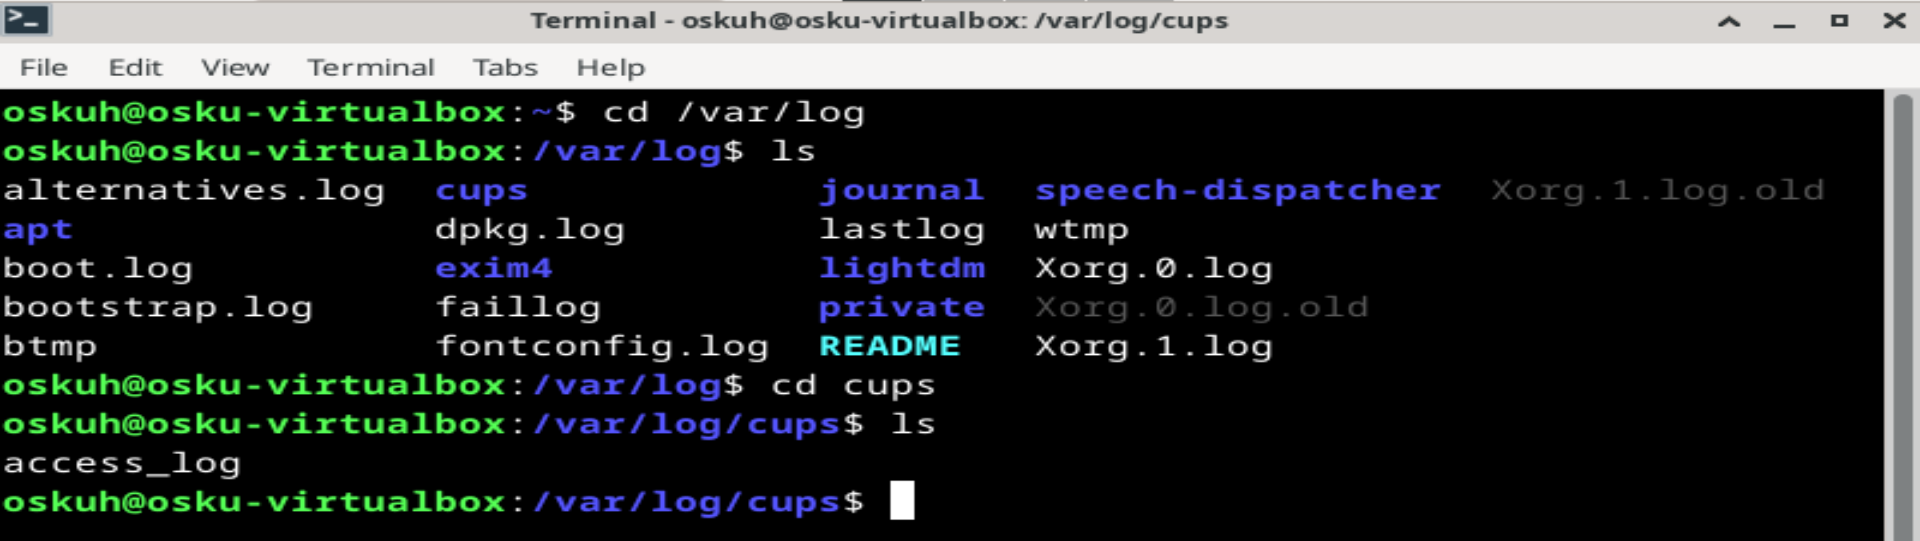 Terminal - oskuh@osku-virtualbox: /var/log/cups
File Edit View Terminal Tabs Help
oskuh@osku-virtualbox:~$ cd /var/log
oskuh@osku-virtualbox:/var/log$ ls
alternatives.log cups journal speech-dispatcher Xorg.1.log.old
apt dpkg.log lastlog wtmp
boot.log exim4 lightdm Xorg.0.log
bootstrap.log faillog private Xorg.0.log.old
btmp fontconfig.log README Xorg.1.log
oskuh@osku-virtualbox:/var/log$ cd cups
oskuh@osku-virtualbox:/var/log/cups$ ls
access_log
oskuh@osku-virtualbox:/var/log/cups$